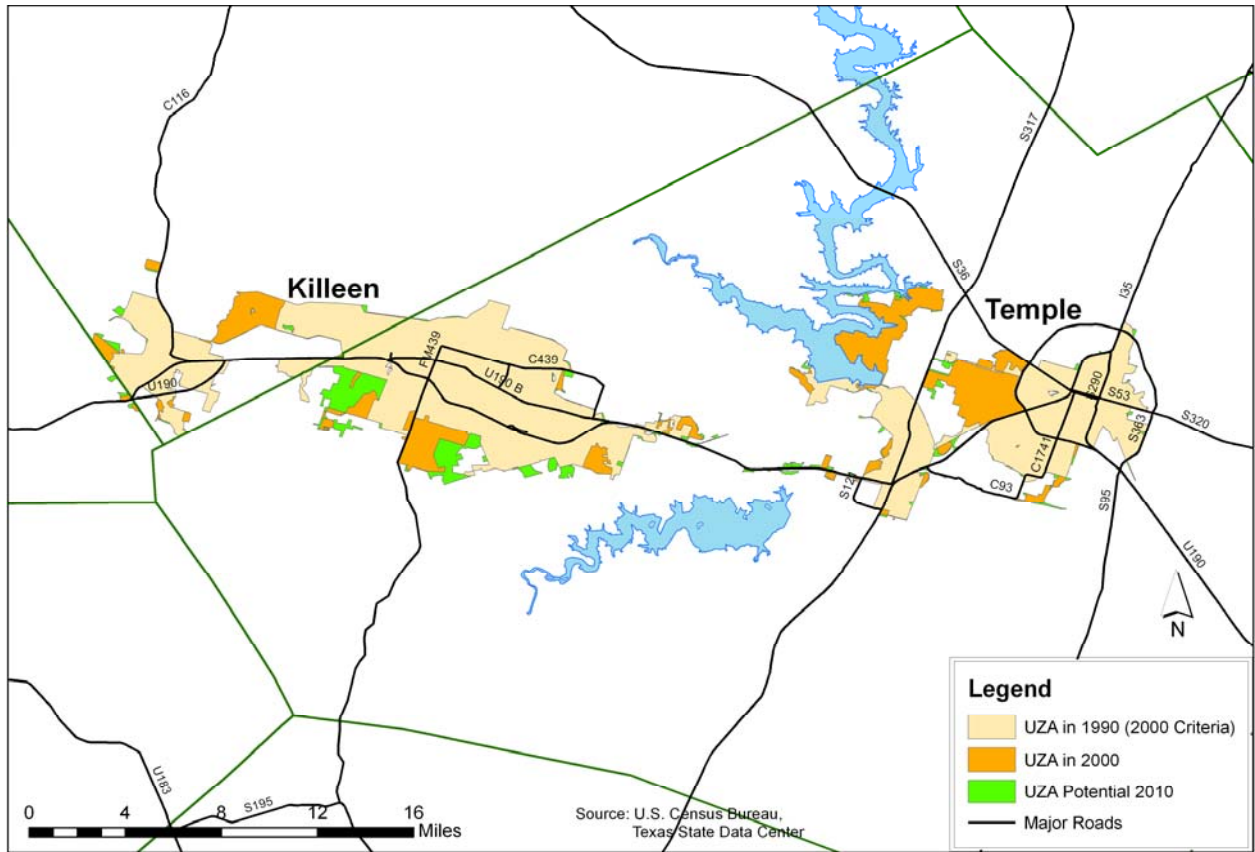 C116
S317
Killeen
S36
Temple
I35
FM439
C439
U190 B
U190
S290
S53
S320
S363
C1741
C93
S121
S95
U190
N
U183
S195
0 4 8 12 16
Miles
Source: U.S. Census Bureau,
Texas State Data Center
Legend
UZA in 1990 (2000 Criteria)
UZA in 2000
UZA Potential 2010
Major Roads